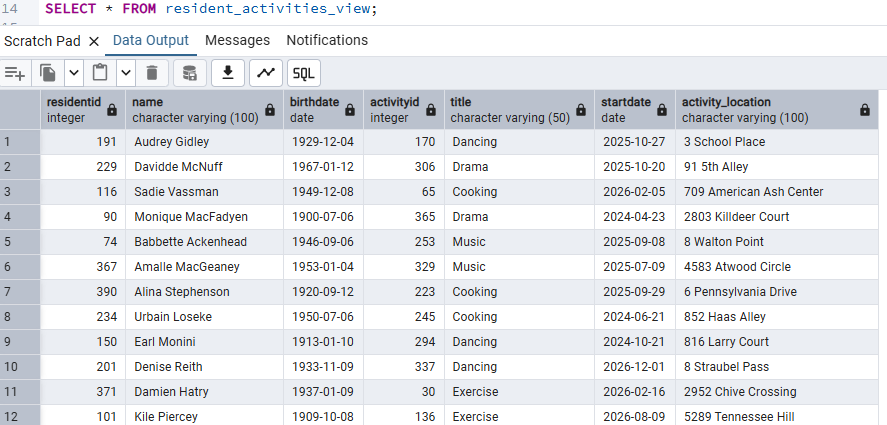 14 SELECT * FROM resident_activities_view;
Scratch Pad Data Output Messages Notifications
SQL
residentid name birthdate activityid title startdate activity_location
integer character varying (100) date integer character varying (50) date character varying (100)
1 191 Audrey Gidley 1929-12-04 170 Dancing 2025-10-27 3 School Place
2 229 Davidde McNuff 1967-01-12 306 Drama 2025-10-20 91 5th Alley
3 116 Sadie Vassman 1949-12-08 65 Cooking 2026-02-05 709 American Ash Center
4 90 Monique MacFadyen 1900-07-06 365 Drama 2024-04-23 2803 Killdeer Court
5 74 Babbette Ackenhead 1946-09-06 253 Music 2025-09-08 8 Walton Point
6 367 Amalle MacGeaney 1953-01-04 329 Music 2025-07-09 4583 Atwood Circle
7 390 Alina Stephenson 1920-09-12 223 Cooking 2025-09-29 6 Pennsylvania Drive
8 234 Urbain Loseke 1950-07-06 245 Cooking 2024-06-21 852 Haas Alley
9 150 Earl Monini 1913-01-10 294 Dancing 2024-10-21 816 Larry Court
10 201 Denise Reith 1933-11-09 337 Dancing 2026-12-01 8 Straubel Pass
11 371 Damien Hatry 1937-01-09 30 Exercise 2026-02-16 2952 Chive Crossing
12 101 Kile Piercey 1909-10-08 136 Exercise 2026-08-09 5289 Tennessee Hill